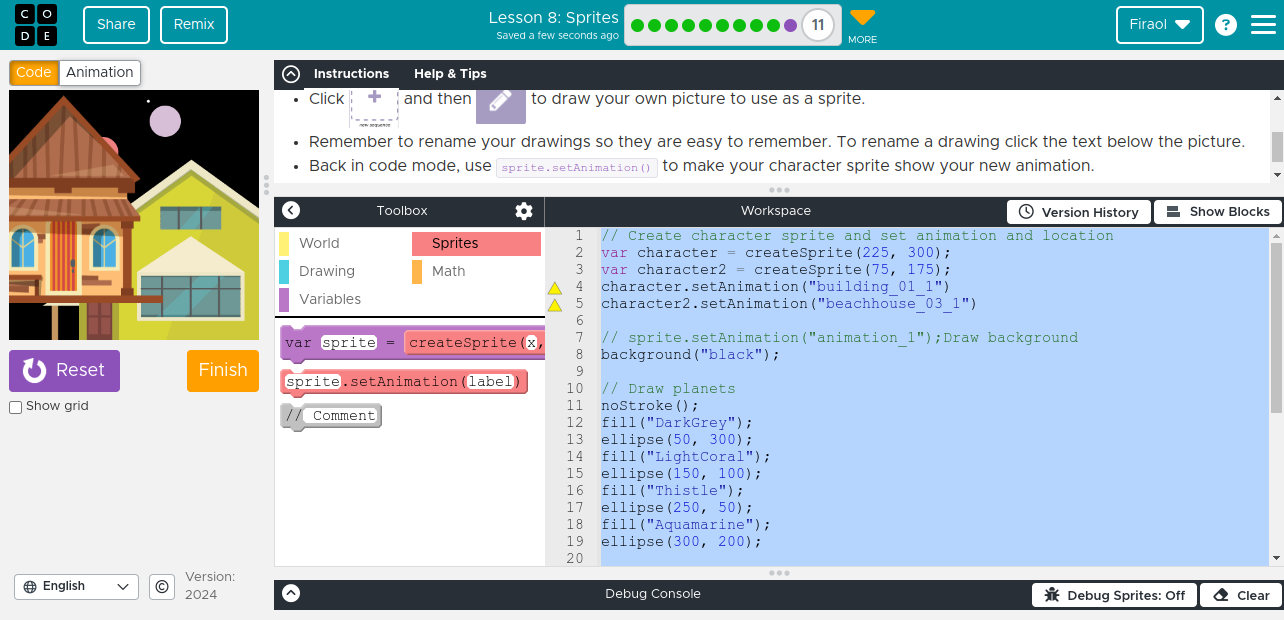 C O
D E
Share
Remix
Lesson 8: Sprites
Saved a few seconds ago
11
MORE
Firaol
?
Code
Animation
Instructions
Help & Tips
Click
new sequence
and then
to draw your own picture to use as a sprite.
Remember to rename your drawings so they are easy to remember. To rename a drawing click the text below the picture.
Back in code mode, use sprite.setAnimation() to make your character sprite show your new animation.
Toolbox
World
Sprites
Drawing
Math
Variables
var sprite = createSprite(x,
sprite.setAnimation(label)
// Comment
Workspace
Version History
Show Blocks
1 // Create character sprite and set animation and location
2 var character = createSprite(225, 300);
3 var character2 = createSprite(75, 175);
4 character.setAnimation("building_01_1")
5 character2.setAnimation("beachhouse_03_1")
6
7 // sprite.setAnimation("animation_1");Draw background
8 background("black");
9
10 // Draw planets
11 noStroke();
12 fill("DarkGrey");
13 ellipse(50, 300);
14 fill("LightCoral");
15 ellipse(150, 100);
16 fill("Thistle");
17 ellipse(250, 50);
18 fill("Aquamarine");
19 ellipse(300, 200);
20
Reset
Finish
Show grid
English
©
Version:
2024
Debug Console
Debug Sprites: Off
Clear